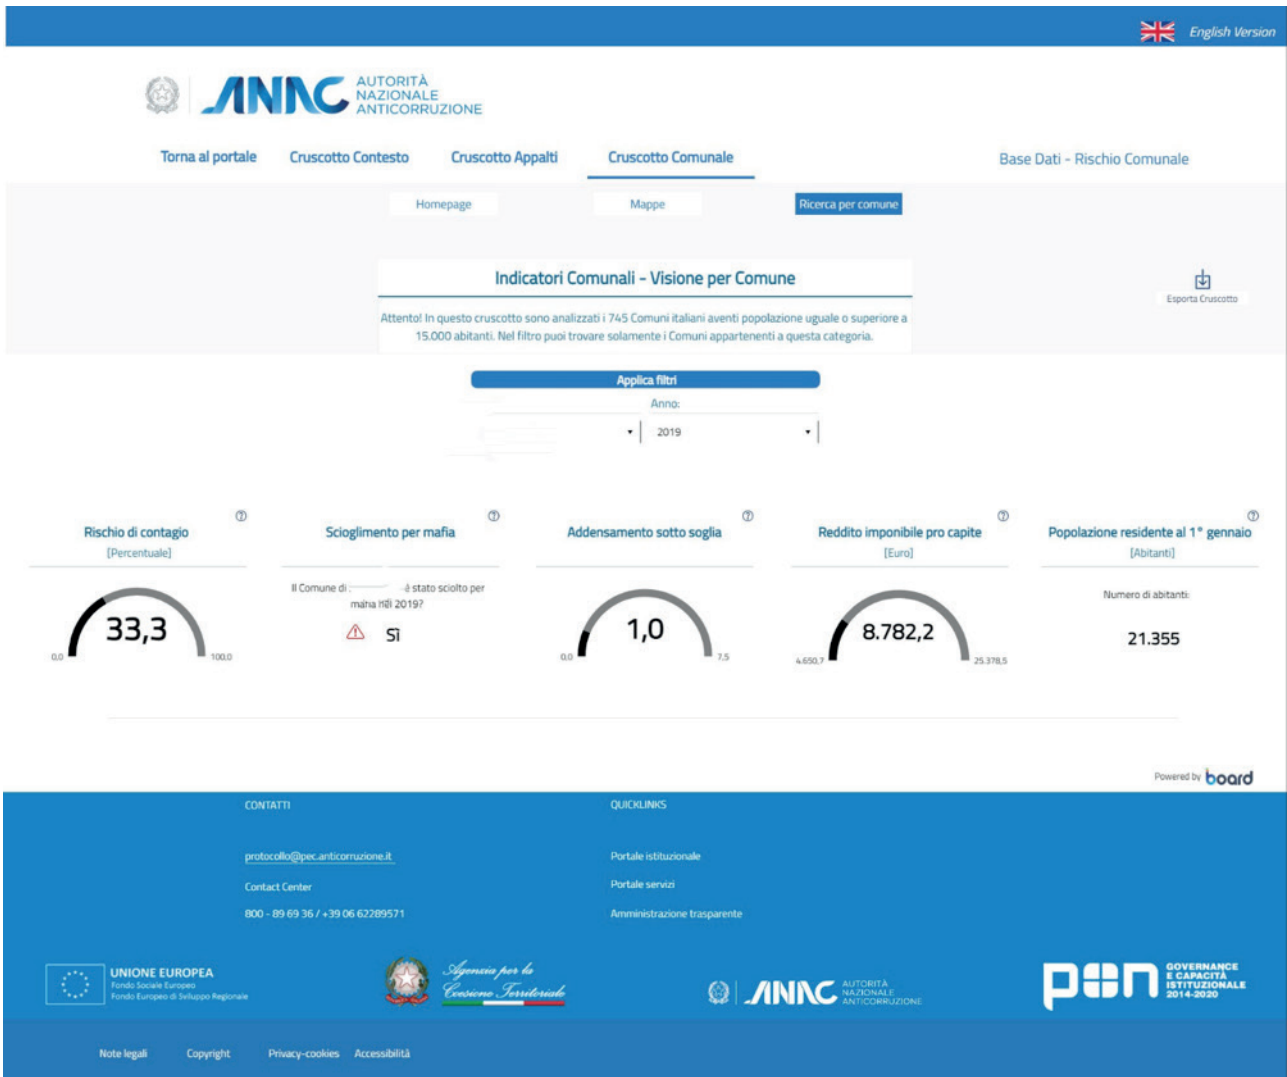 English Version
ANAC AUTORITÀ
NAZIONALE
ANTICORRUZIONE
Torna al portale Cruscotto Contesto Cruscotto Appalti Cruscotto Comunale Base Dati - Rischio Comunale
Homepage Mappe Ricerca per comune
Indicatori Comunali - Visione per Comune
Esporta Cruscotto
Attento! In questo cruscotto sono analizzati i 745 Comuni italiani aventi popolazione uguale o superiore a
15.000 abitanti. Nel filtro puoi trovare solamente i Comuni appartenenti a questa categoria.
Applica filtri
Anno:
2019
Rischio di contagio
[Percentuale]
33,3
0,0 100,0
Scioglimento per mafia
Il Comune di è stato sciolto per
mafia nel 2019?
Sì
Addensamento sotto soglia
1,0
0,0 7,5
Reddito imponibile pro capite
[Euro]
8.782,2
4.650,7 25.378,5
Popolazione residente al 1° gennaio
[Abitanti]
Numero di abitanti:
21.355
Powered by board
CONTATTI
protocollo@pec.anticorruzione.it
Contact Center
800 - 89 69 36 / +39 06 62289571
QUICKLINKS
Portale istituzionale
Portale servizi
Amministrazione trasparente
UNIONE EUROPEA
Fondo Sociale Europeo
Fondo Europeo di Sviluppo Regionale
Agenzia per la
Coesione Territoriale
ANAC AUTORITÀ
NAZIONALE
ANTICORRUZIONE
pon GOVERNANCE
E CAPACITÀ
ISTITUZIONALE
2014-2020
Note legali Copyright Privacy-cookies Accessibilità